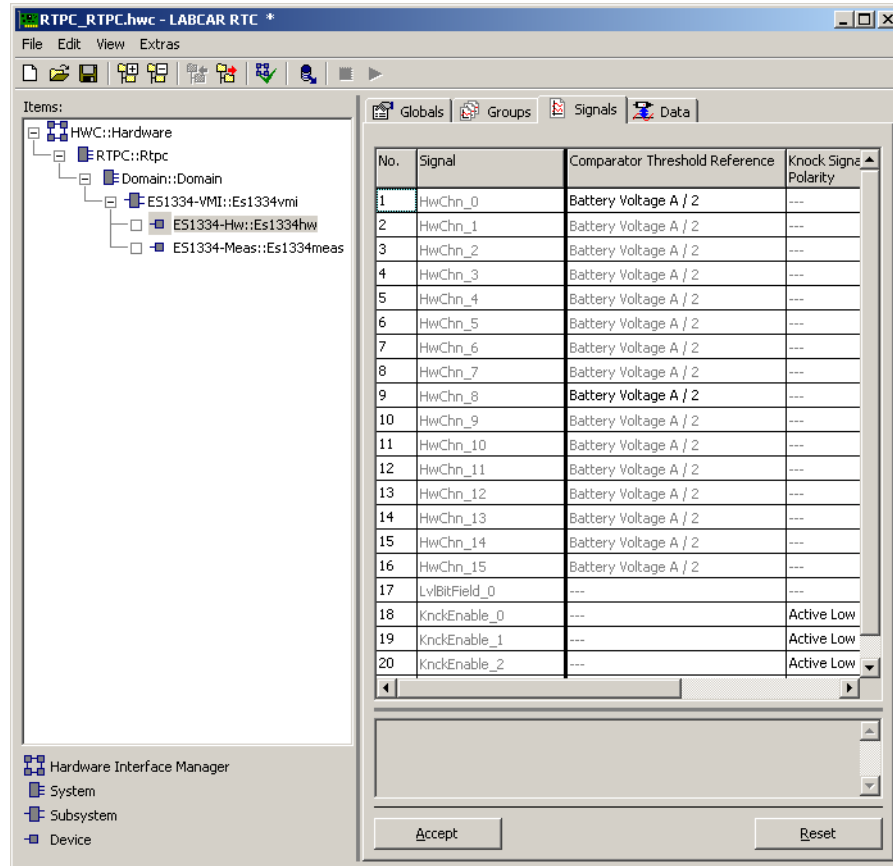 RTPC_RTPC.hwc - LABCAR RTC *
File Edit View Extras
Items:
HWC::Hardware
RTPC::Rtpc
Domain::Domain
ES1334-VMI::Es1334vmi
ES1334-Hw::Es1334hw
ES1334-Meas::Es1334meas
Hardware Interface Manager
System
Subsystem
Device
Globals Groups Signals Data
No. Signal Comparator Threshold Reference Knock Signa
Polarity
1 HwChn_0 Battery Voltage A / 2 ---
2 HwChn_1 Battery Voltage A / 2 ---
3 HwChn_2 Battery Voltage A / 2 ---
4 HwChn_3 Battery Voltage A / 2 ---
5 HwChn_4 Battery Voltage A / 2 ---
6 HwChn_5 Battery Voltage A / 2 ---
7 HwChn_6 Battery Voltage A / 2 ---
8 HwChn_7 Battery Voltage A / 2 ---
9 HwChn_8 Battery Voltage A / 2 ---
10 HwChn_9 Battery Voltage A / 2 ---
11 HwChn_10 Battery Voltage A / 2 ---
12 HwChn_11 Battery Voltage A / 2 ---
13 HwChn_12 Battery Voltage A / 2 ---
14 HwChn_13 Battery Voltage A / 2 ---
15 HwChn_14 Battery Voltage A / 2 ---
16 HwChn_15 Battery Voltage A / 2 ---
17 LvlBitField_0 --- ---
18 KnckEnable_0 --- Active Low
19 KnckEnable_1 --- Active Low
20 KnckEnable_2 --- Active Low
Accept Reset